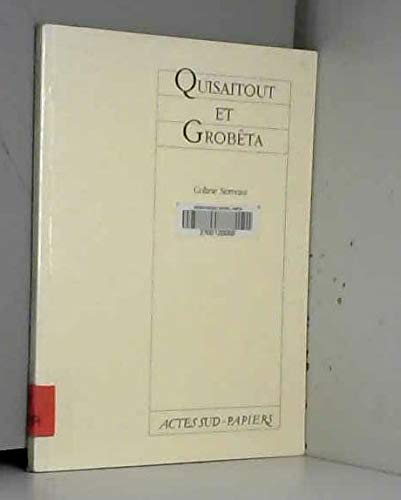 QUISAITOUT
ET
GROBÊTA
Coline Serreau
ACTES SUD - PAPIERS